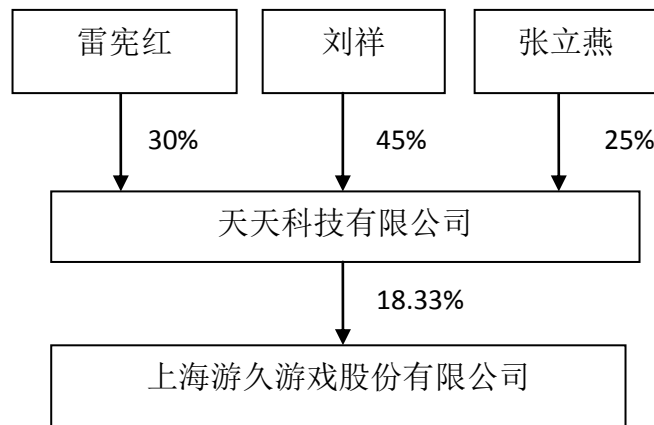 雷宪红 刘祥 张立燕
30% 45% 25%
天天科技有限公司
18.33%
上海游久游戏股份有限公司